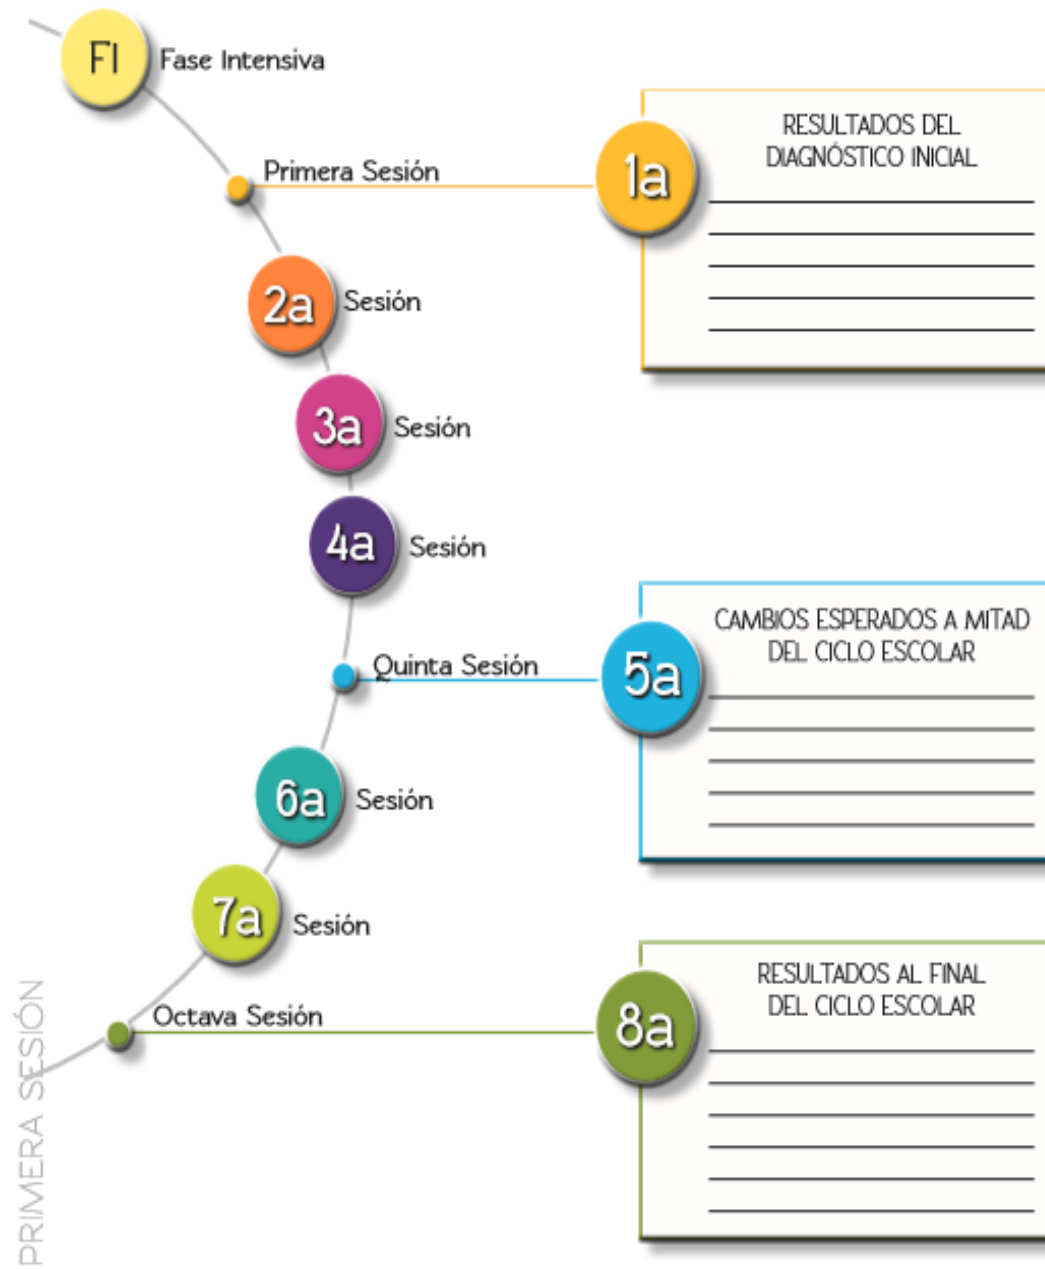 FI
Fase Intensiva
Primera Sesión
1a
RESULTADOS DEL
DIAGNÓSTICO INICIAL
2a
Sesión
3a
Sesión
4a
Sesión
Quinta Sesión
5a
CAMBIOS ESPERADOS A MITAD
DEL CICLO ESCOLAR
6a
Sesión
7a
Sesión
Octava Sesión
8a
RESULTADOS AL FINAL
DEL CICLO ESCOLAR
PRIMERA SESIÓN